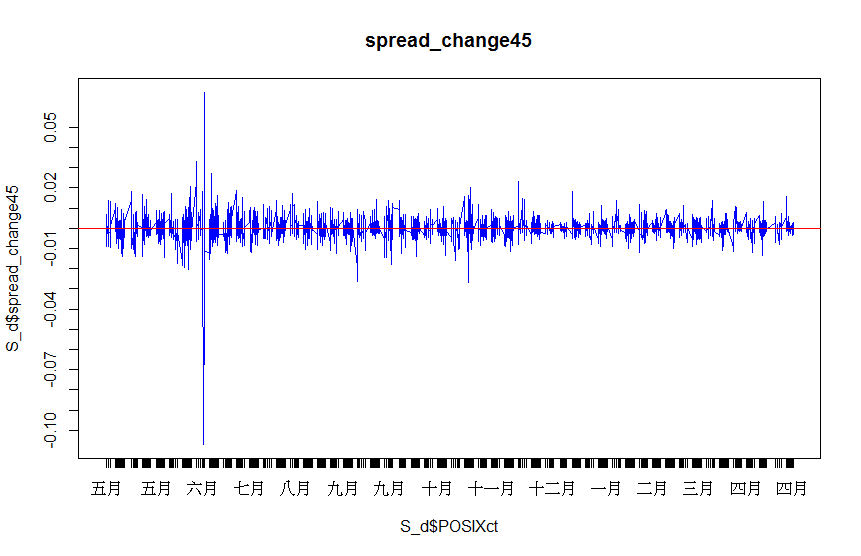 spread_change45
S_d$spread_change45
0.05
0.02
-0.01
-0.04
-0.07
-0.10
五月 五月 六月 七月 八月 九月 九月 十月 十一月 十二月 一月 二月 三月 四月 四月
S_d$POSIXct